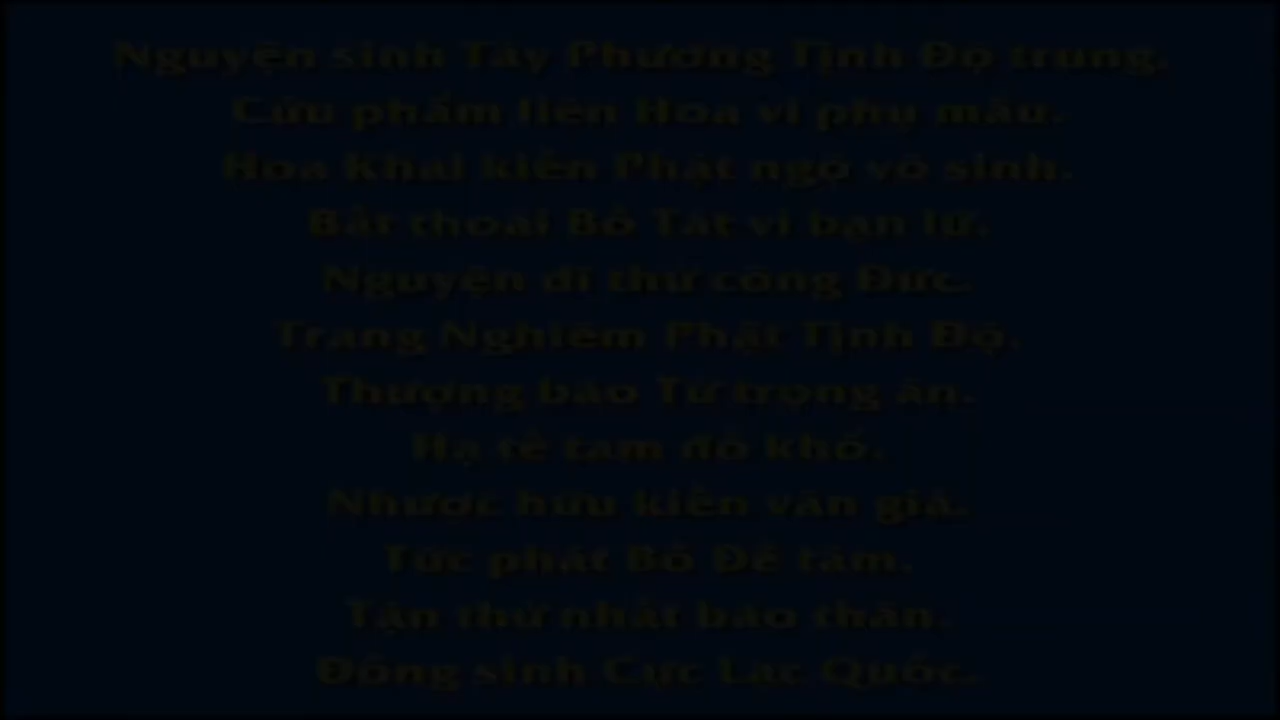 Nguyện sinh Tây Phương Tịnh Độ trung.
Cửu phẩm liên Hoa vi phụ mẫu.
Hoa Khai kiến Phật ngộ vô sinh.
Bất thoái Bồ Tát vi bạn lữ.
Nguyện dĩ thử công Đức.
Trang Nghiêm Phật Tịnh Độ.
Thượng báo Tứ trọng ân.
Hạ tế tam đồ khổ.
Nhược hữu kiến văn giả.
Tức phát Bồ Đề tâm.
Tận thử nhất báo thân.
Đồng sinh Cực Lạc Quốc.